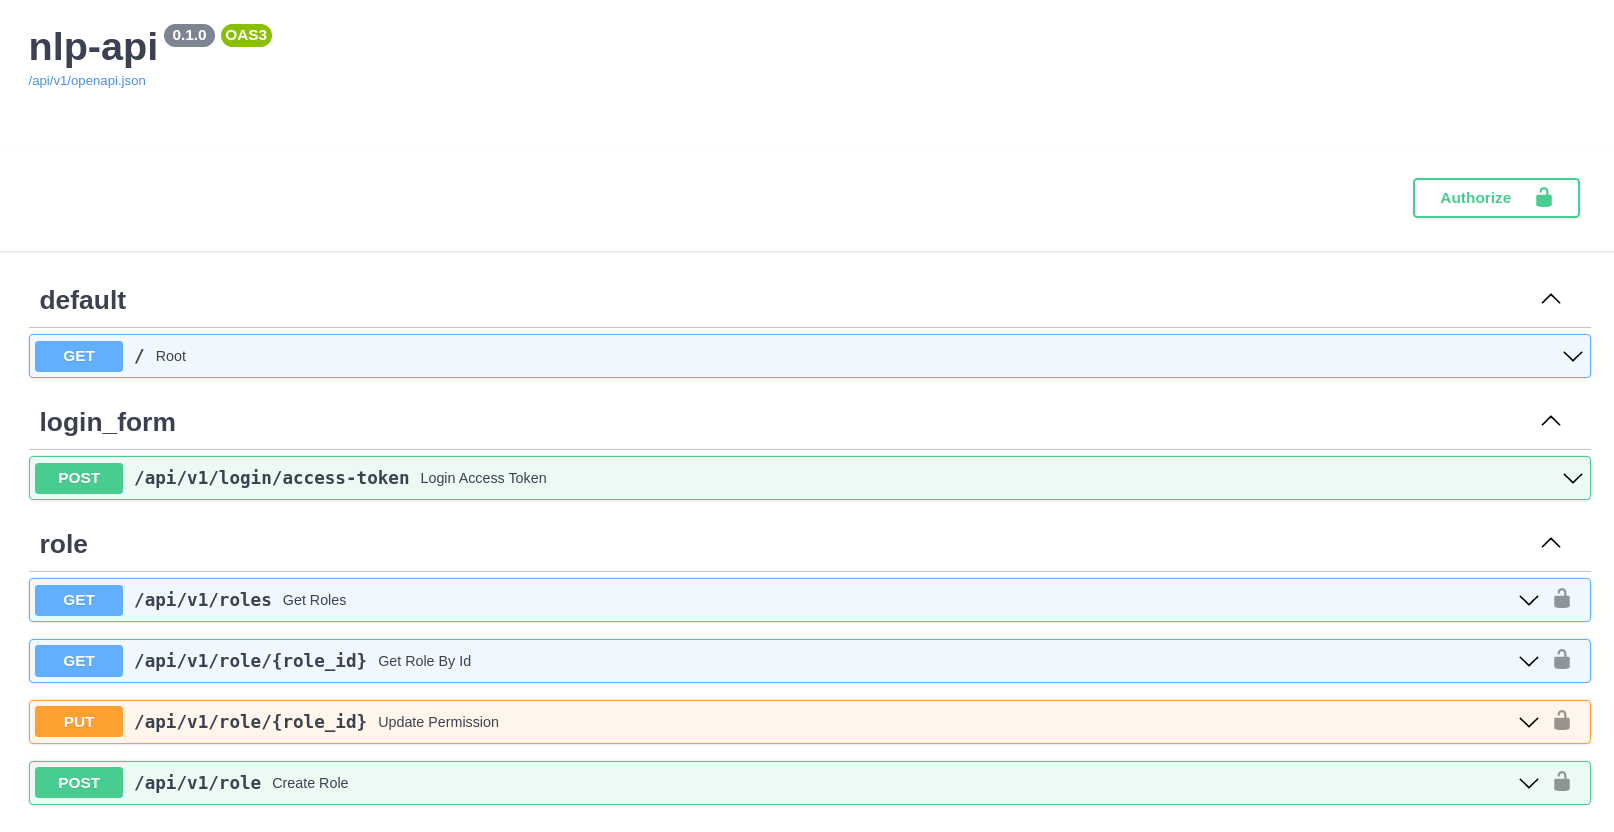 nlp-api 0.1.0 OAS3
/api/v1/openapi.json
Authorize
default
GET / Root
login_form
POST /api/v1/login/access-token Login Access Token
role
GET /api/v1/roles Get Roles
GET /api/v1/role/{role_id} Get Role By Id
PUT /api/v1/role/{role_id} Update Permission
POST /api/v1/role Create Role